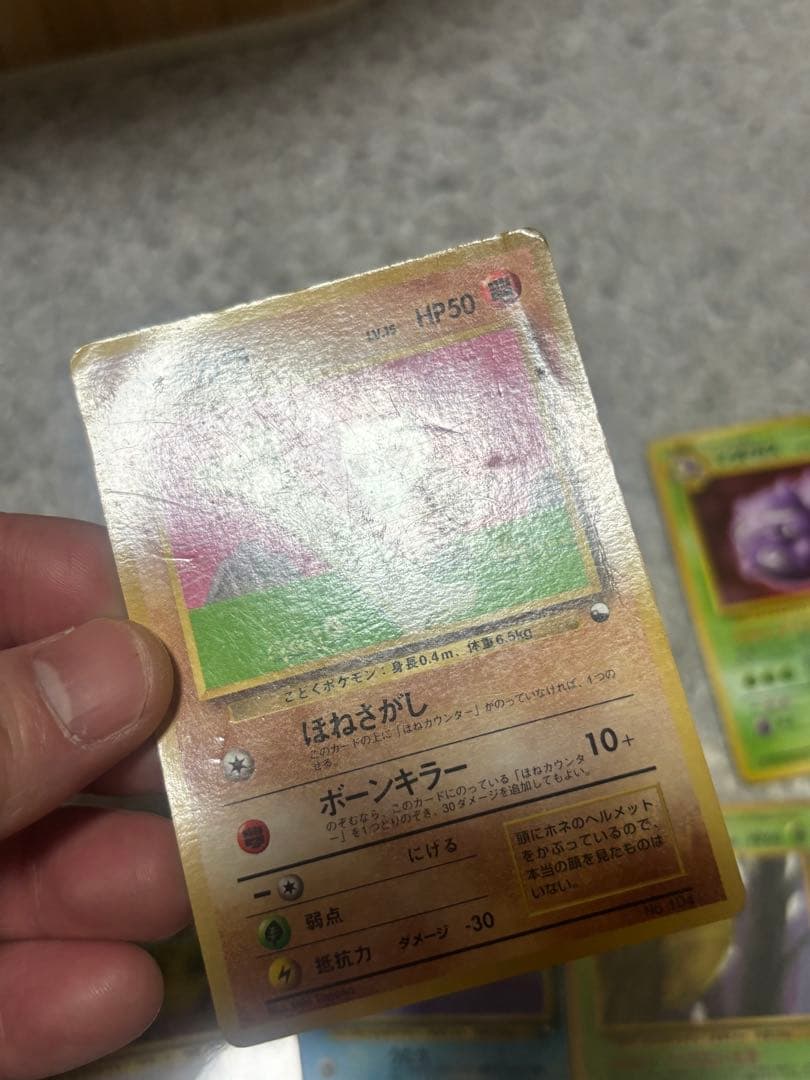 LV.15 HP50
こどくポケモン：身長0.4m、体重6.5kg
ほねさがし
このカードの上に「ほねカウンター」がのっていなければ、1つの
せる。
ボーンキラー 10+
のぞむなら、このカードにのっている「ほねカウンタ
ー」を1つとりのぞき、30ダメージを追加してもよい。
にげる
弱点
抵抗力 ダメージ -30
頭にホネのヘルメット
をかぶっているので、
本当の顔を見たものは
いない。
No.104